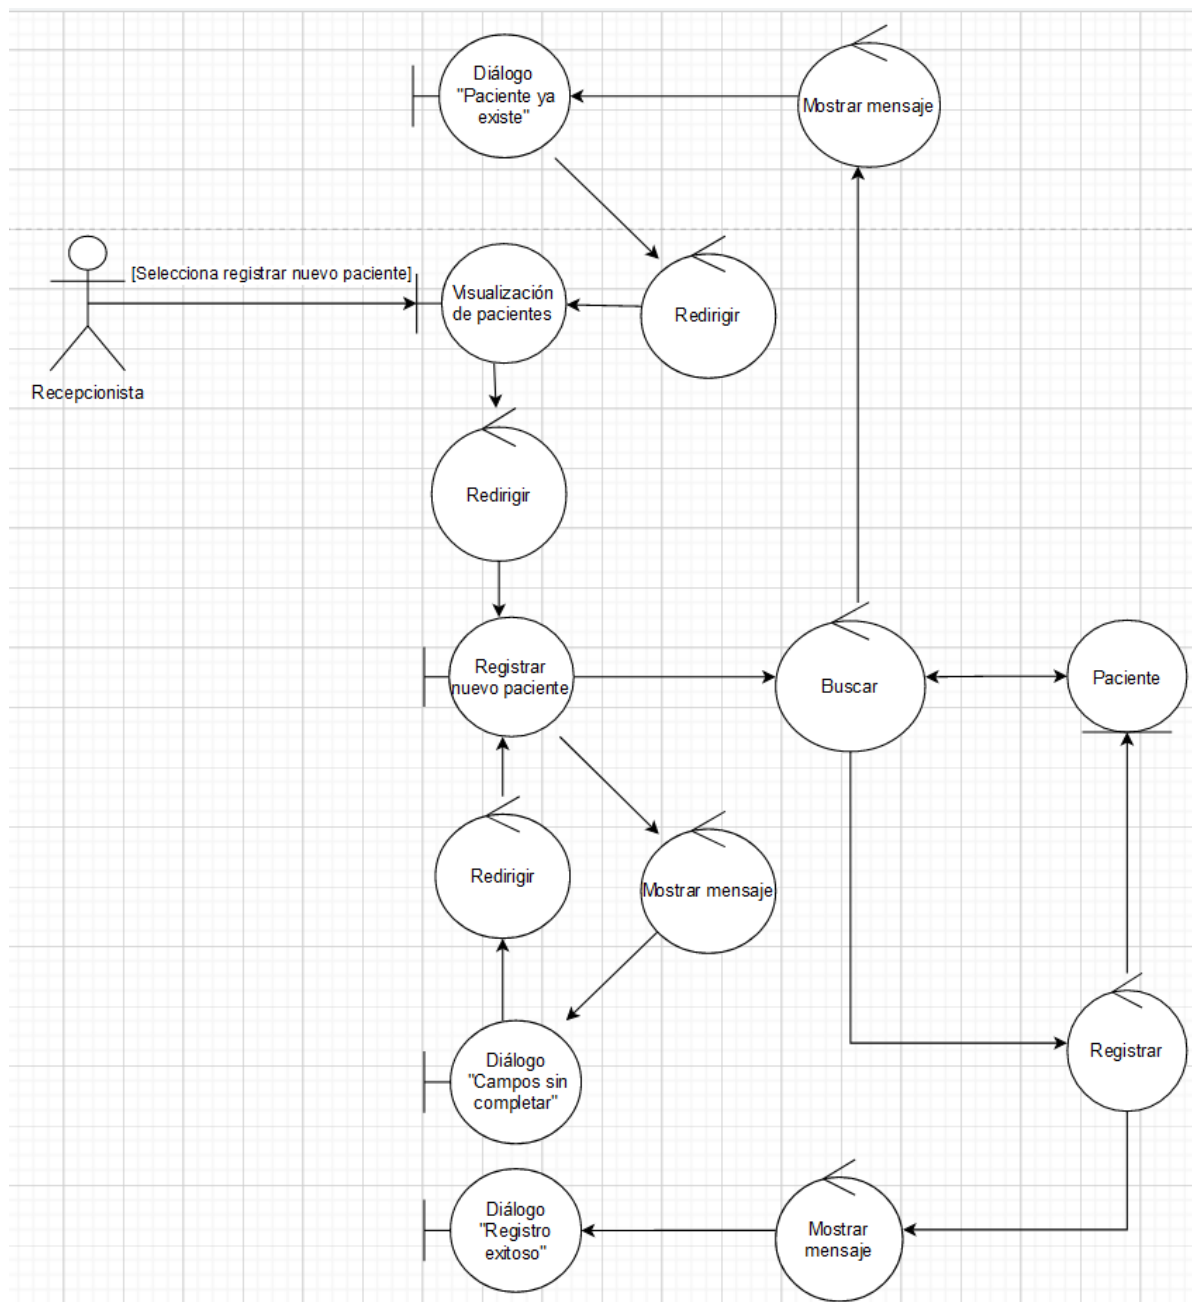 Diálogo
"Paciente ya
existe"
Mostrar mensaje
[Selecciona registrar nuevo paciente]
Visualización
de pacientes
Redirigir
Recepcionista
Redirigir
Registrar
nuevo paciente
Buscar
Paciente
Redirigir
Mostrar mensaje
Diálogo
"Campos sin
completar"
Registrar
Diálogo
"Registro
exitoso"
Mostrar
mensaje